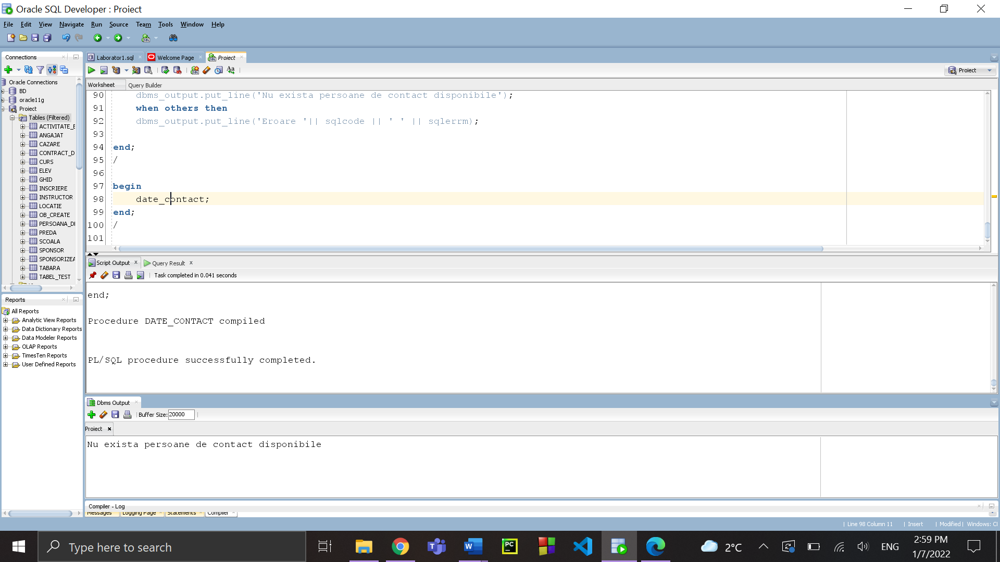 Oracle SQL Developer : Proiect
File Edit View Navigate Run Source Team Tools Window Help
Connections
Laborator1.sql
Welcome Page
Proiect
Proiect
Worksheet
Query Builder
Oracle Connections
BD
oracle11g
Proiect
Tables (Filtered)
ACTIVITATE_E
ANGAJAT
CAZARE
CONTRACT_D
CURS
ELEV
GHID
INSCRIERE
INSTRUCTOR
LOCATIE
OB_CREATE
PERSOANA_D
PREDA
SCOALA
SPONSOR
SPONSORIZEA
TABARA
TABEL_TEST
90 dbms_output.put_line('Nu exista persoane de contact disponibile');
91 when others then
92 dbms_output.put_line('Eroare '|| sqlcode || ' ' || sqlerrm);
93
94 end;
95 /
96
97 begin
98 date_contact;
99 end;
100 /
101
Script Output
Query Result
Task completed in 0.041 seconds
end;
Procedure DATE_CONTACT compiled
PL/SQL procedure successfully completed.
Reports
All Reports
Analytic View Reports
Data Dictionary Reports
Data Modeler Reports
OLAP Reports
TimesTen Reports
User Defined Reports
Dbms Output
Buffer Size: 20000
Proiect
Nu exista persoane de contact disponibile
Compiler - Log
Messages Logging Page Statements Compiler
Line 98 Column 11 Insert Modified Windows: C
Type here to search
2°C
ENG
2:59 PM
1/7/2022